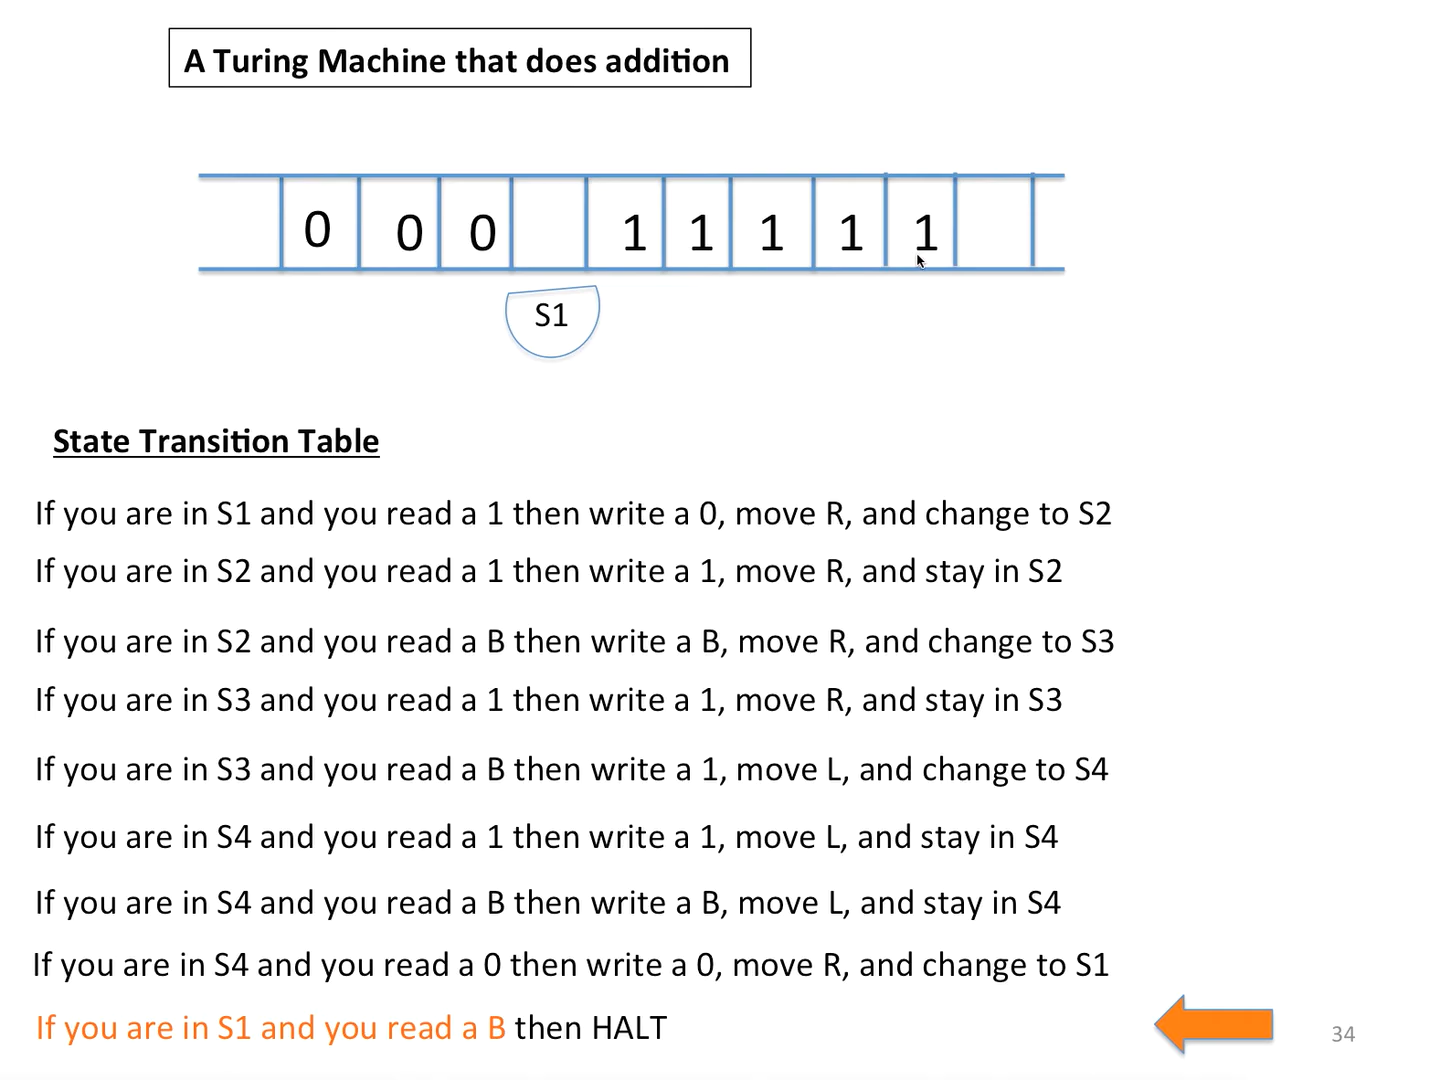 A Turing Machine that does addition
0 0 0 1 1 1 1 1
S1
State Transition Table
If you are in S1 and you read a 1 then write a 0, move R, and change to S2
If you are in S2 and you read a 1 then write a 1, move R, and stay in S2
If you are in S2 and you read a B then write a B, move R, and change to S3
If you are in S3 and you read a 1 then write a 1, move R, and stay in S3
If you are in S3 and you read a B then write a 1, move L, and change to S4
If you are in S4 and you read a 1 then write a 1, move L, and stay in S4
If you are in S4 and you read a B then write a B, move L, and stay in S4
If you are in S4 and you read a 0 then write a 0, move R, and change to S1
If you are in S1 and you read a B then HALT
34